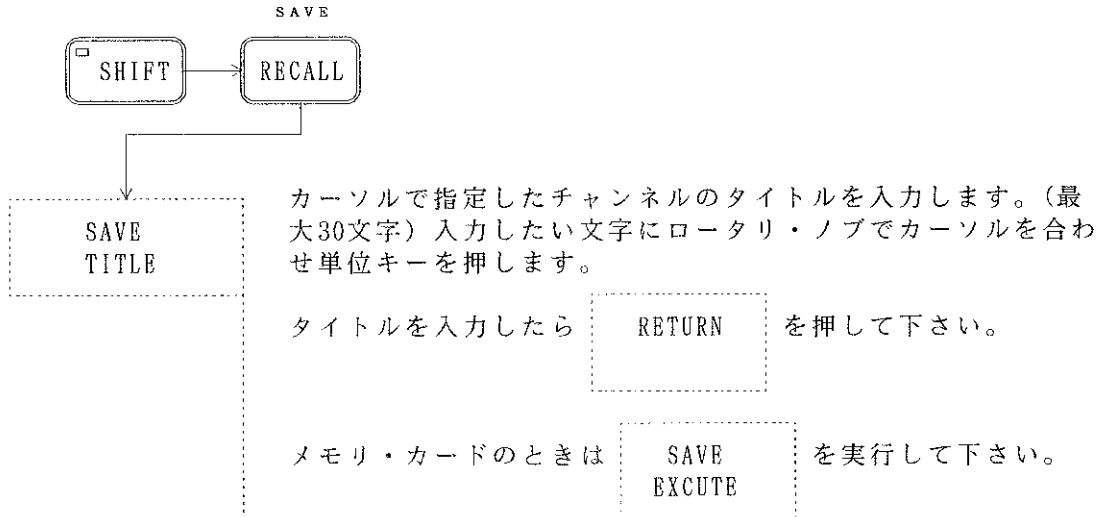 SAVE
SHIFT
RECALL
SAVE
TITLE
カーソルで指定したチャンネルのタイトルを入力します。(最
大30文字)入力したい文字にロータリ・ノブでカーソルを合わ
せ単位キーを押します。
タイトルを入力したら RETURN を押して下さい。
メモリ・カードのときは SAVE EXCUTE を実行して下さい。